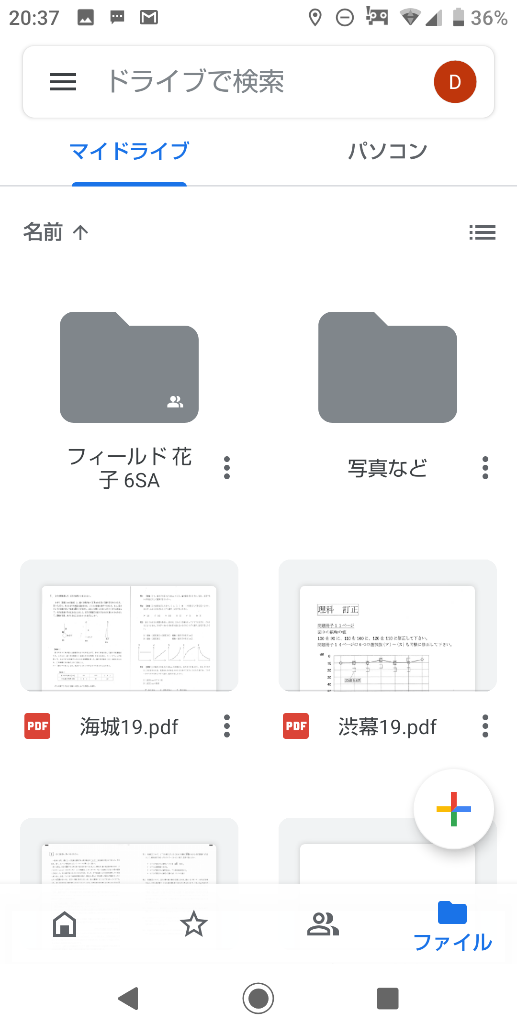 20:37
36%
ドライブで検索
D
マイドライブ
パソコン
名前 ↑
フィールド 花
子 6SA
写真など
理科 訂正
PDF 海城19.pdf
PDF 渋幕19.pdf
ファイル